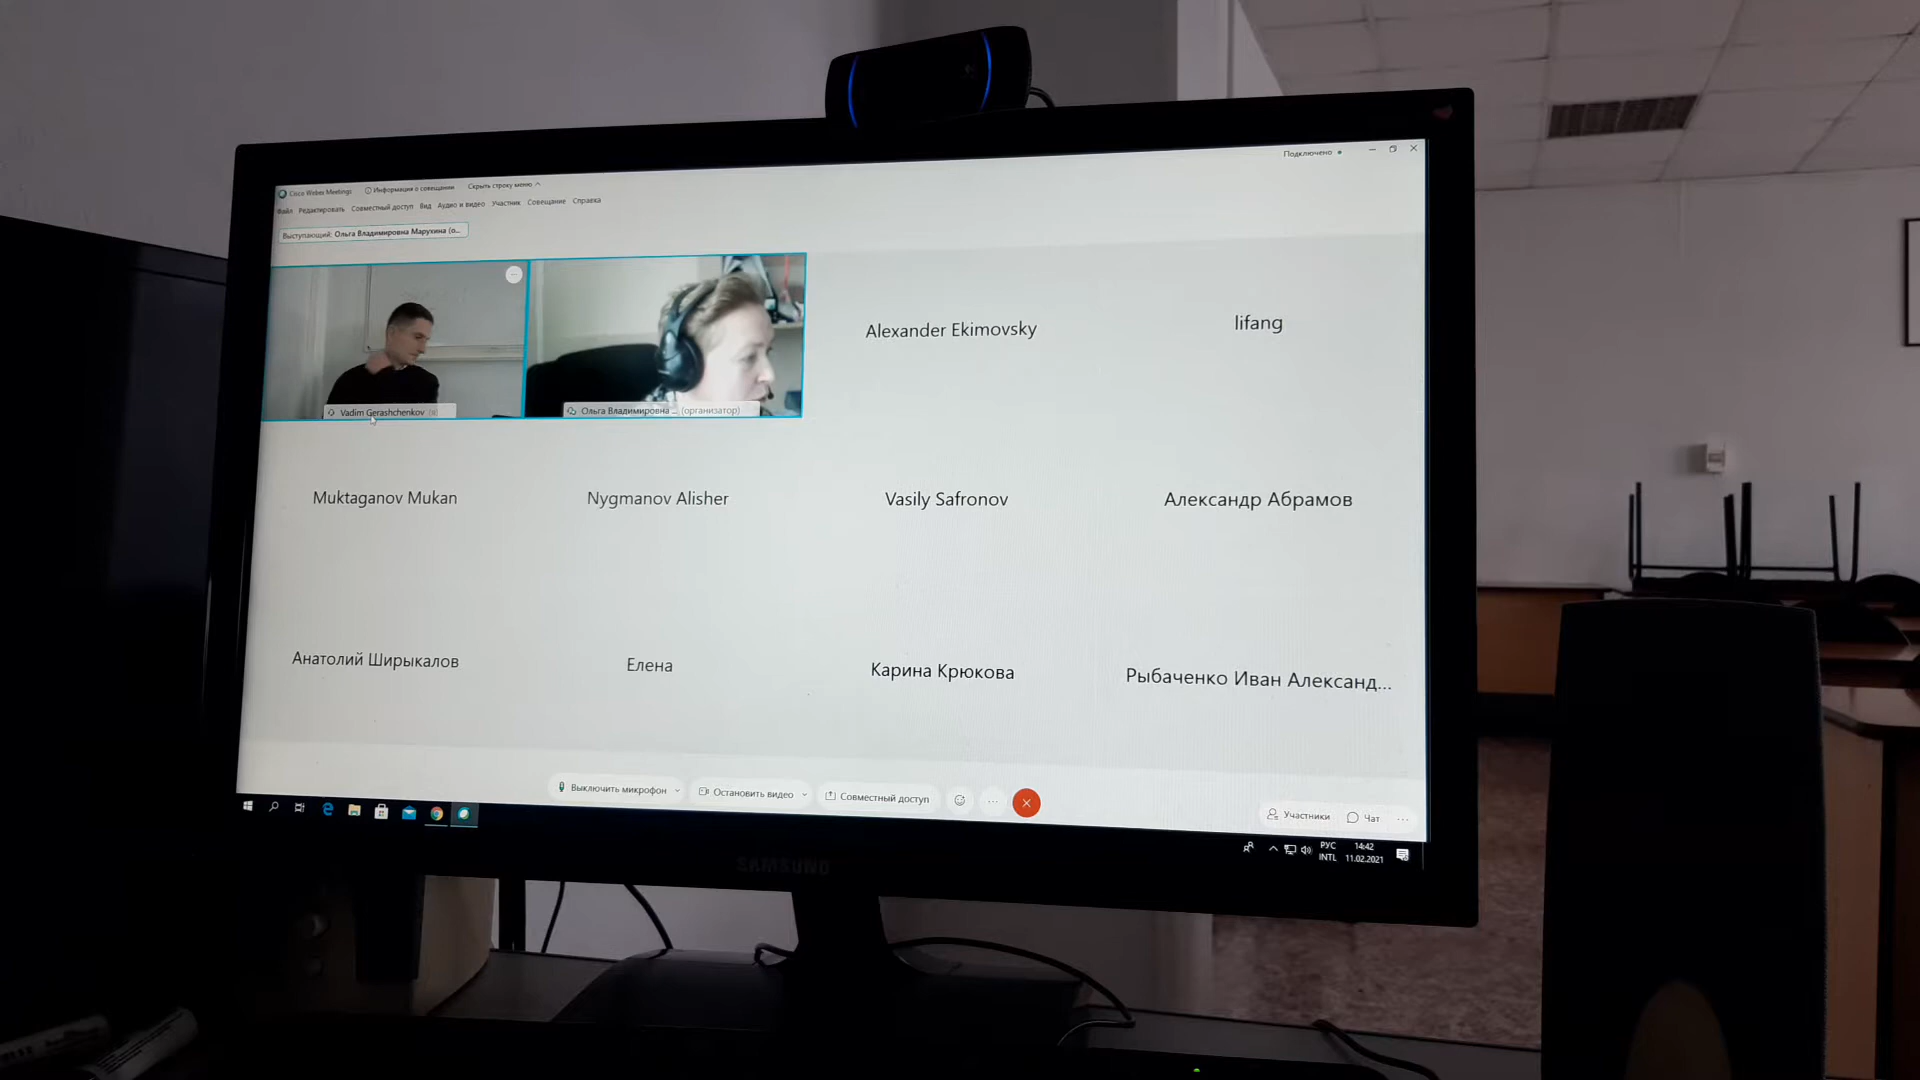 Подключено
Cisco Webex Meetings Информация о совещании Скрыть строку меню
Файл Редактировать Совместный доступ Вид Аудио и видео Участник Совещание Справка
Выступающий: Ольга Владимировна Марухина (о...
Vadim Gerashchenkov
Ольга Владимировна ... (организатор)
Alexander Ekimovsky
lifang
Muktaganov Mukan
Nygmanov Alisher
Vasily Safronov
Александр Абрамов
Анатолий Ширыкалов
Елена
Карина Крюкова
Рыбаченко Иван Александ...
Выключить микрофон
Остановить видео
Совместный доступ
Участники
Чат
РУС
INTL
14:42
11.02.2021
SAMSUNG